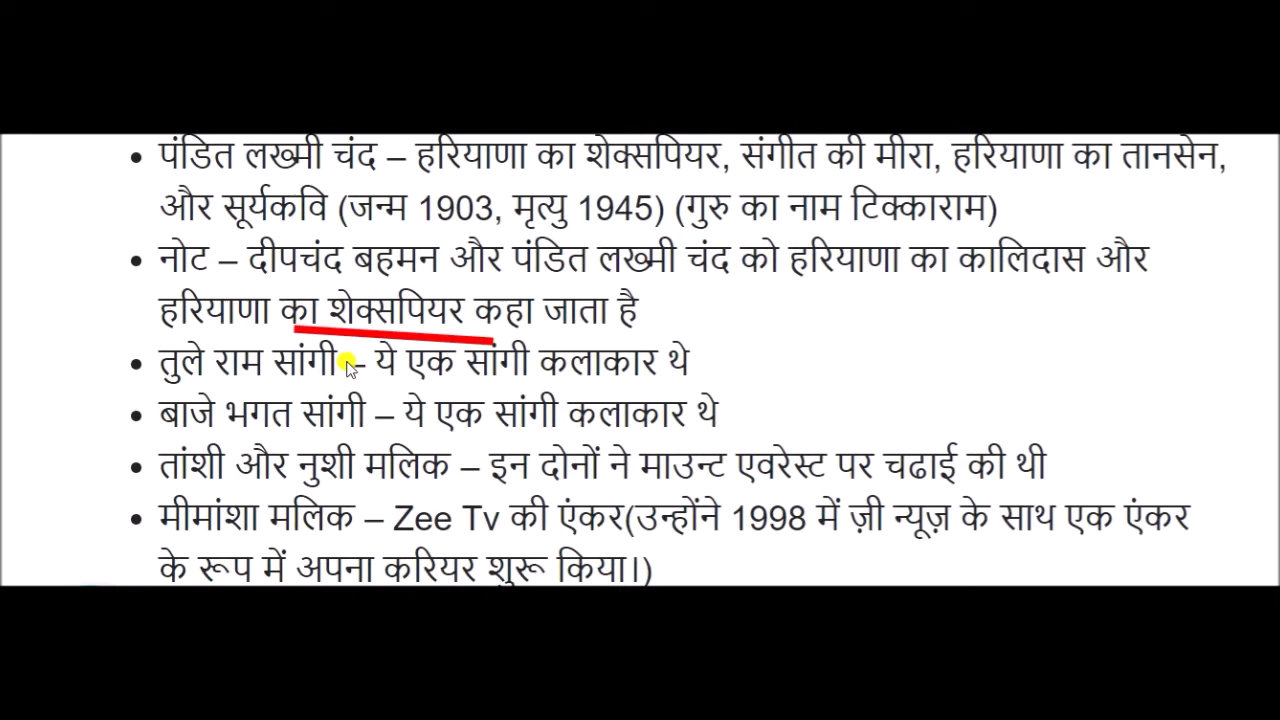 • पंडित लख्मी चंद – हरियाणा का शेक्सपियर, संगीत की मीरा, हरियाणा का तानसेन,
और सूर्यकवि (जन्म 1903, मृत्यु 1945) (गुरु का नाम टिक्काराम)
• नोट – दीपचंद बहमन और पंडित लख्मी चंद को हरियाणा का कालिदास और
हरियाणा का शेक्सपियर कहा जाता है
• तुले राम सांगी – ये एक सांगी कलाकार थे
• बाजे भगत सांगी – ये एक सांगी कलाकार थे
• तांशी और नुशी मलिक – इन दोनों ने माउन्ट एवरेस्ट पर चढाई की थी
• मीमांशा मलिक – Zee Tv की एंकर(उन्होंने 1998 में ज़ी न्यूज़ के साथ एक एंकर
के रूप में अपना करियर शुरू किया।)